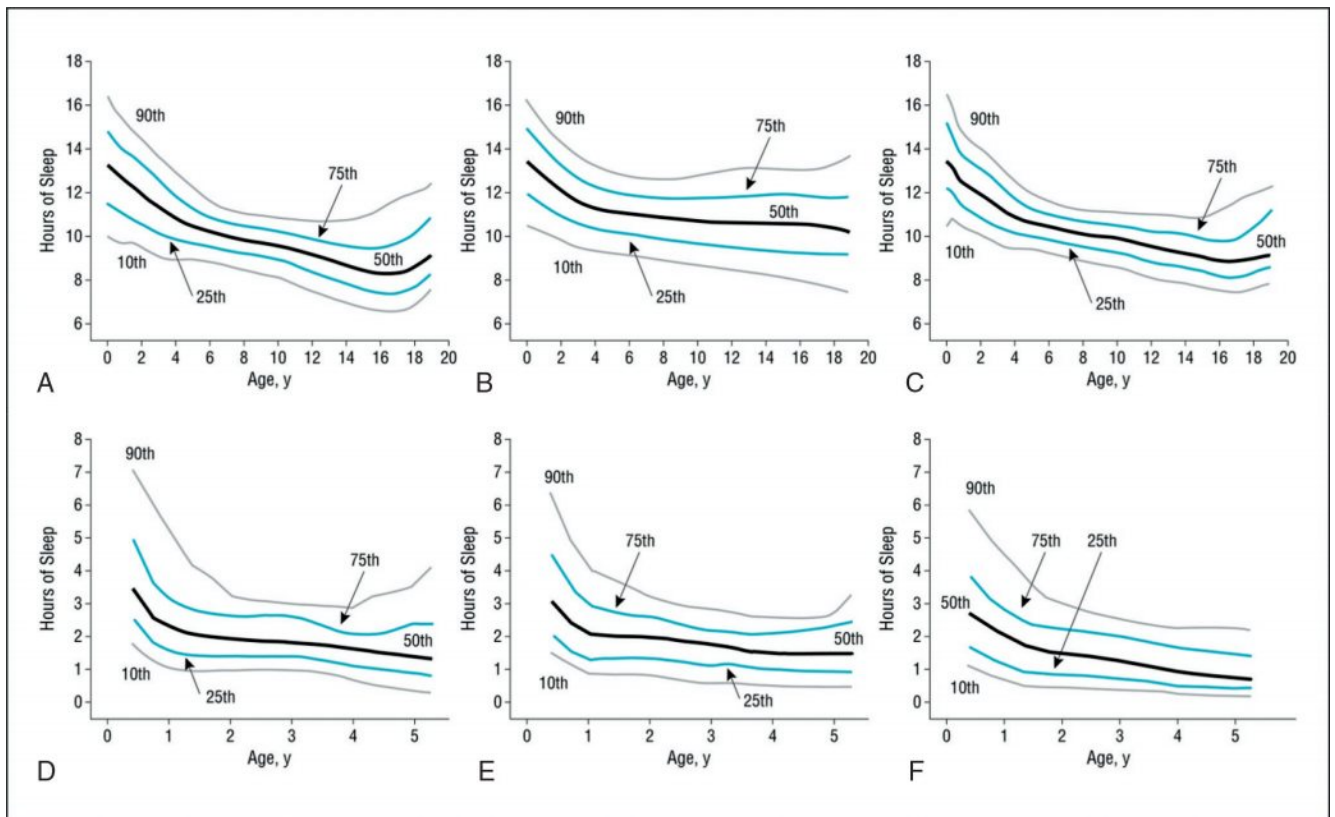 18
16
14
12
10
8
6
Hours of Sleep
90th
75th
50th
25th
10th
0 2 4 6 8 10 12 14 16 18 20
Age, y
A
18
16
14
12
10
8
6
Hours of Sleep
90th
75th
50th
25th
10th
0 2 4 6 8 10 12 14 16 18 20
Age, y
B
18
16
14
12
10
8
6
Hours of Sleep
90th
75th
50th
25th
10th
0 2 4 6 8 10 12 14 16 18 20
Age, y
C
8
7
6
5
4
3
2
1
0
Hours of Sleep
90th
75th
50th
25th
10th
0 1 2 3 4 5
Age, y
D
8
7
6
5
4
3
2
1
0
Hours of Sleep
90th
75th
50th
25th
10th
0 1 2 3 4 5
Age, y
E
8
7
6
5
4
3
2
1
0
Hours of Sleep
90th
75th 25th
50th
10th
0 1 2 3 4 5
Age, y
F